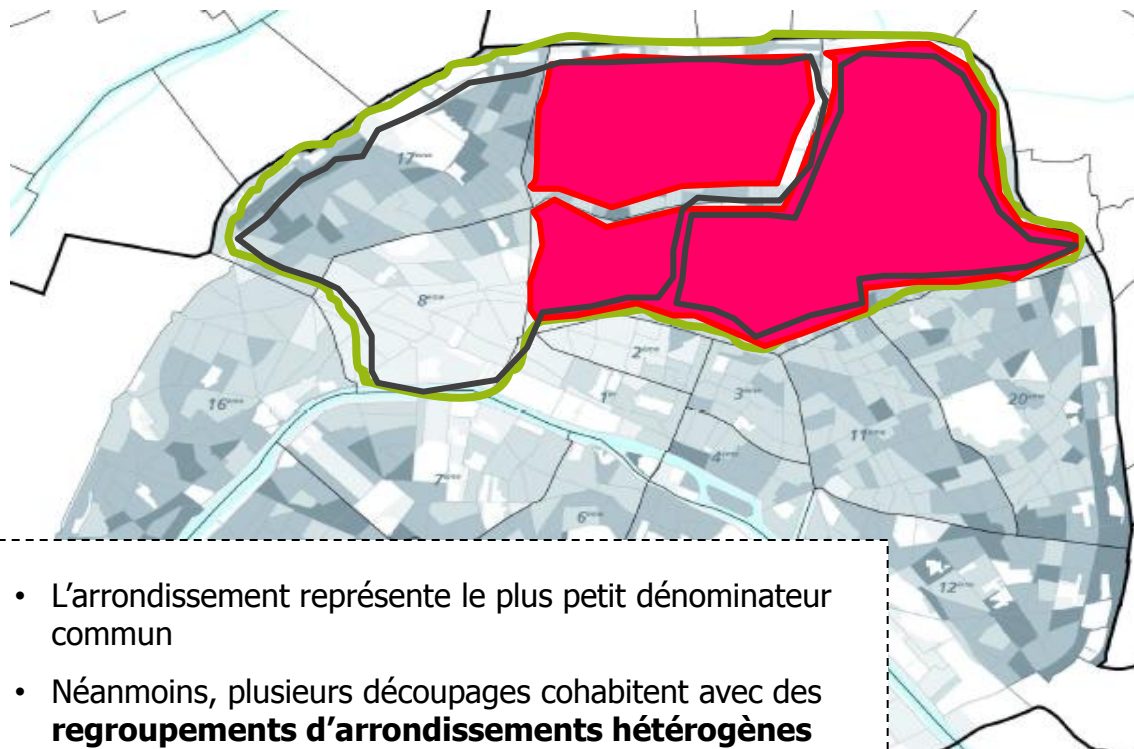 17ème
8ème
2ème
16ème
1er
3ème
20ème
11ème
4ème
7ème
6ème
12ème
• L’arrondissement représente le plus petit dénominateur
commun
• Néanmoins, plusieurs découpages cohabitent avec des
regroupements d’arrondissements hétérogènes